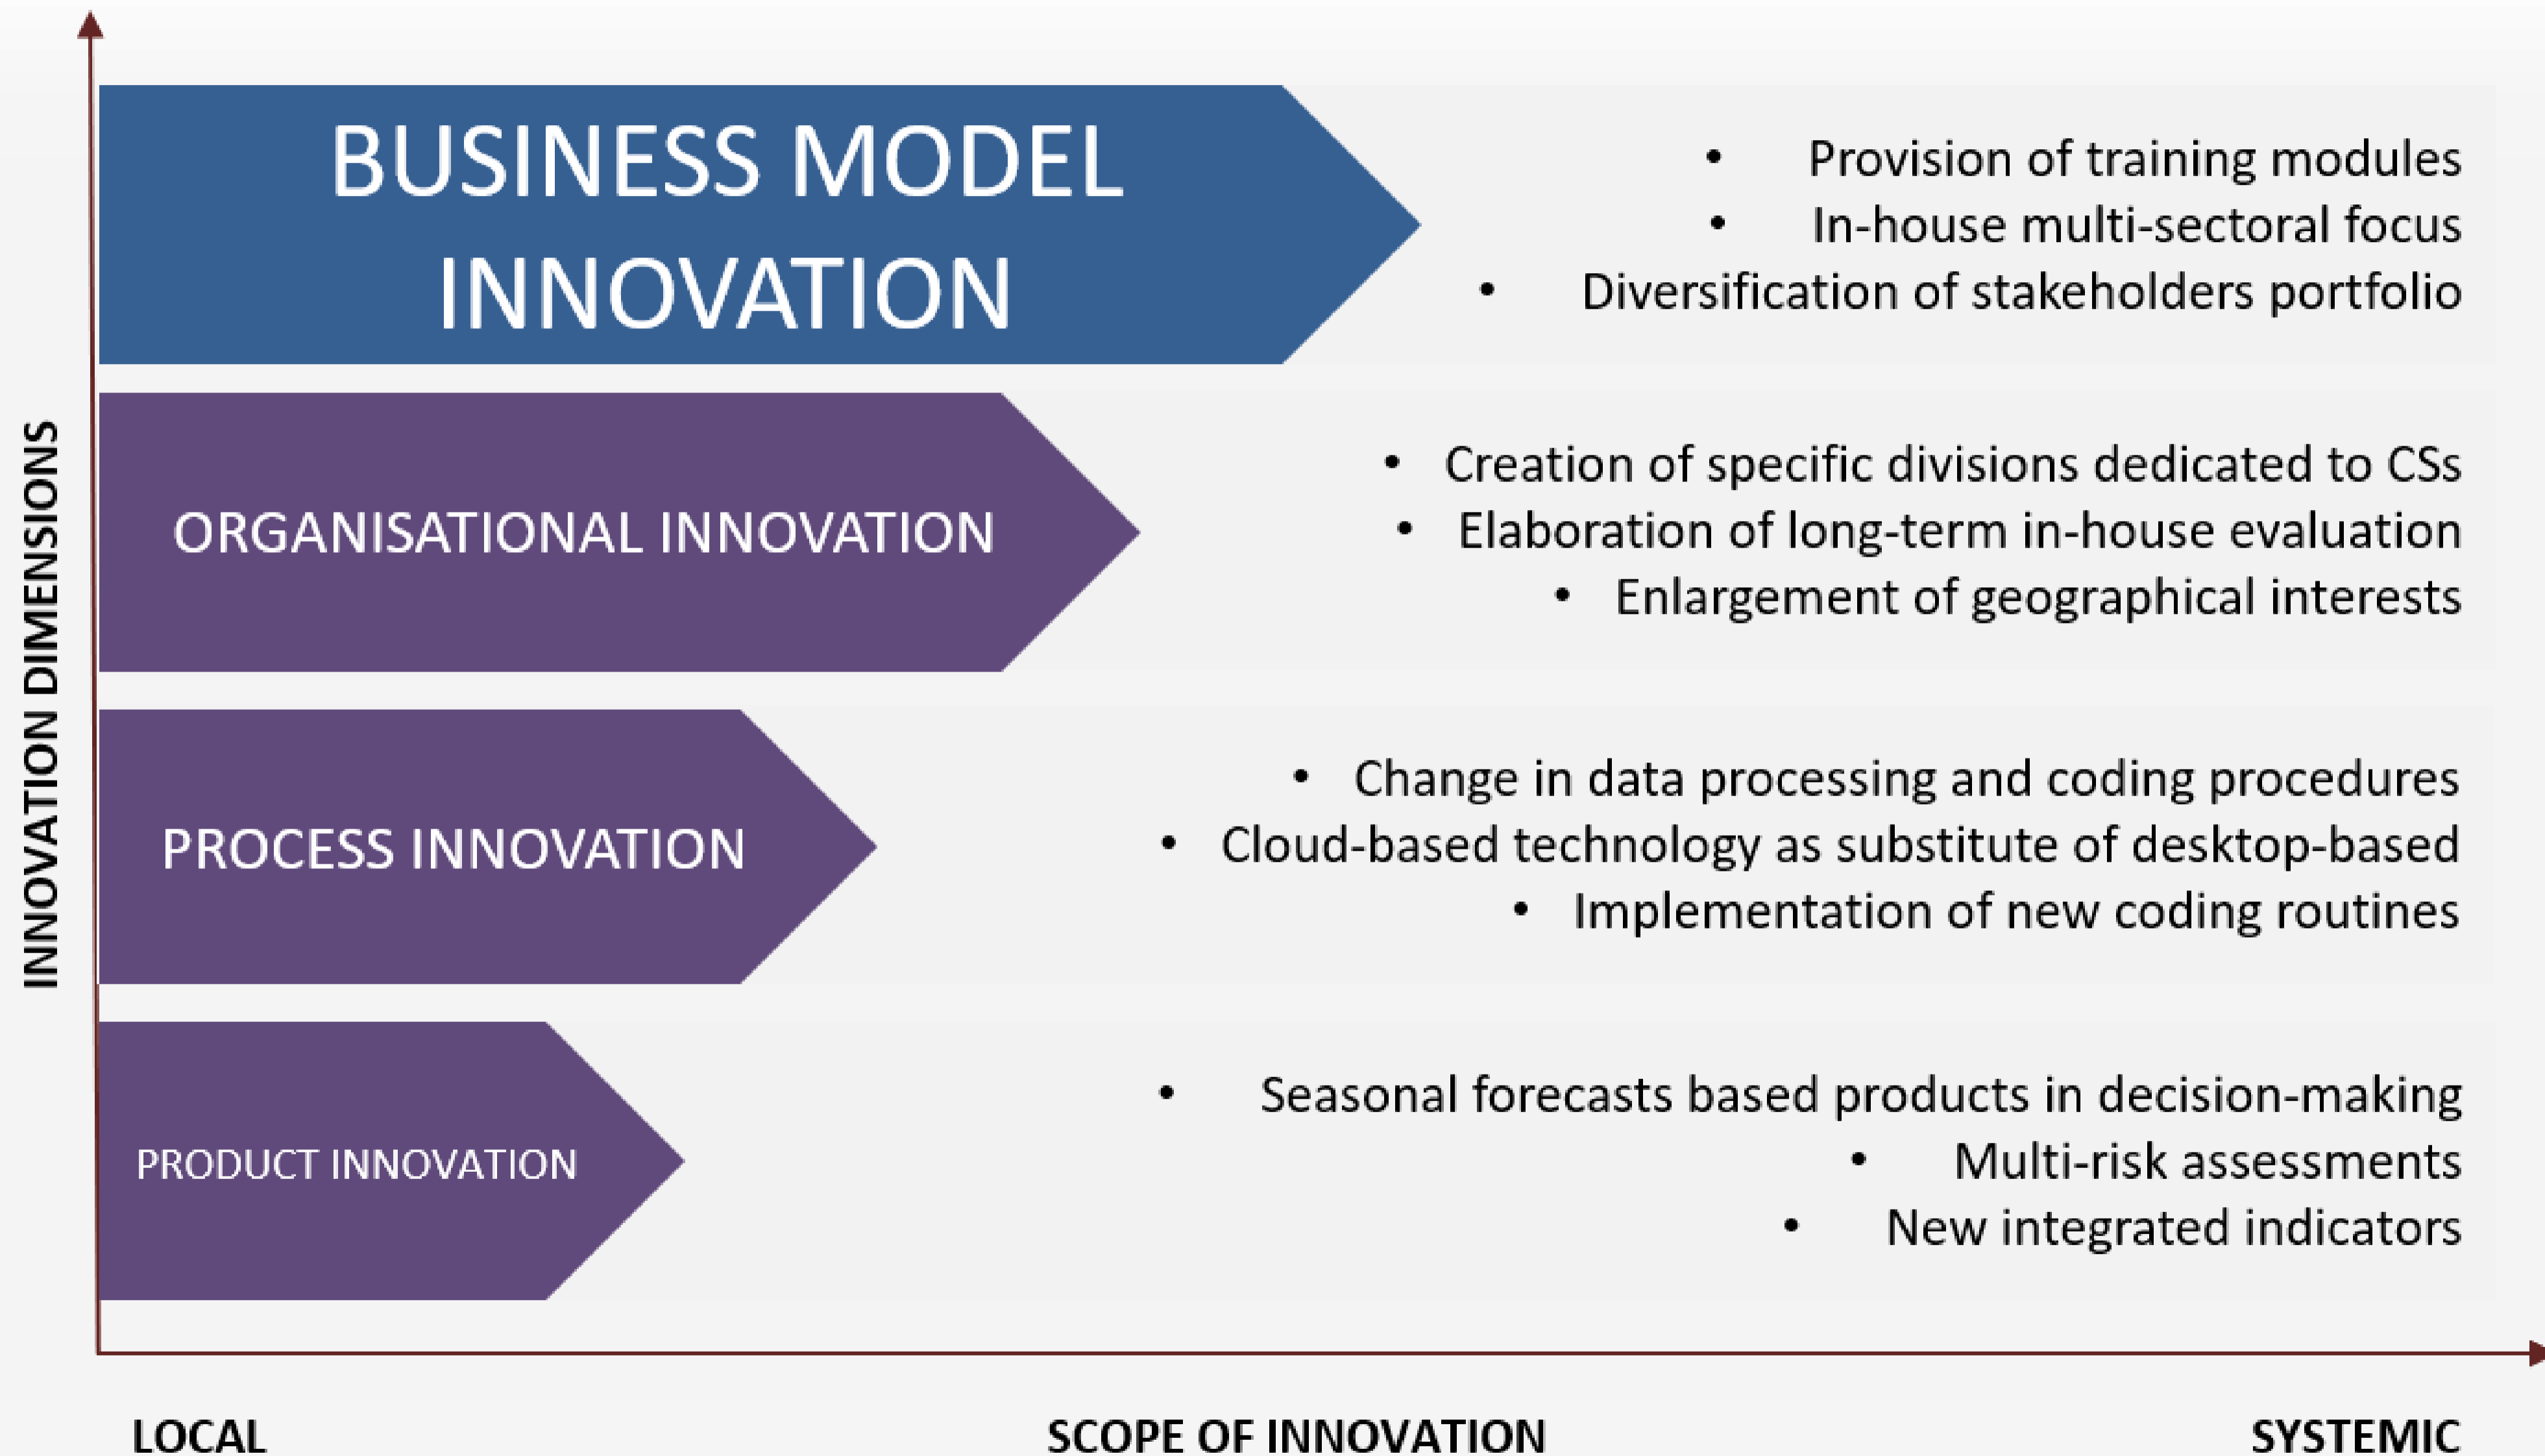 INNOVATION DIMENSIONS
BUSINESS MODEL
INNOVATION
• Provision of training modules
• In-house multi-sectoral focus
• Diversification of stakeholders portfolio
ORGANISATIONAL INNOVATION
• Creation of specific divisions dedicated to CSs
• Elaboration of long-term in-house evaluation
• Enlargement of geographical interests
PROCESS INNOVATION
• Change in data processing and coding procedures
• Cloud-based technology as substitute of desktop-based
• Implementation of new coding routines
PRODUCT INNOVATION
• Seasonal forecasts based products in decision-making
• Multi-risk assessments
• New integrated indicators
LOCAL
SCOPE OF INNOVATION
SYSTEMIC